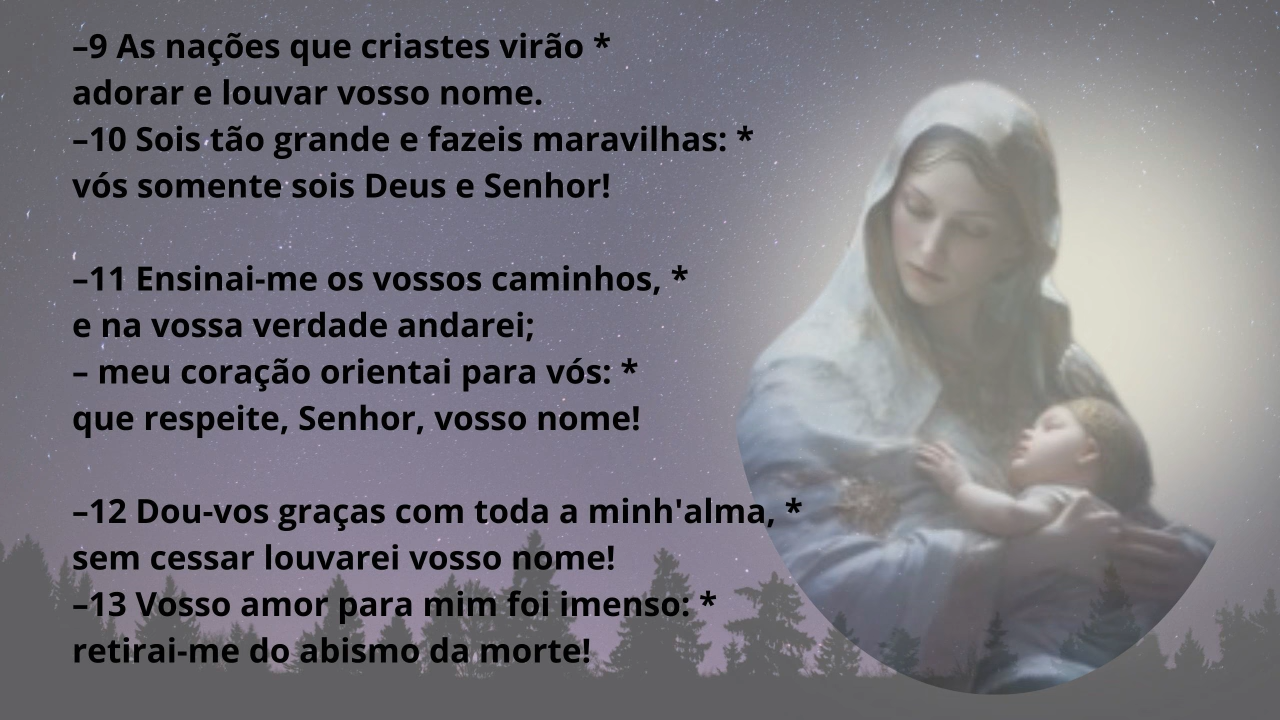 –9 As nações que criastes virão *
adorar e louvar vosso nome.
–10 Sois tão grande e fazeis maravilhas: *
vós somente sois Deus e Senhor!
–11 Ensinai-me os vossos caminhos, *
e na vossa verdade andarei;
– meu coração orientai para vós: *
que respeite, Senhor, vosso nome!
–12 Dou-vos graças com toda a minh'alma, *
sem cessar louvarei vosso nome!
–13 Vosso amor para mim foi imenso: *
retirai-me do abismo da morte!